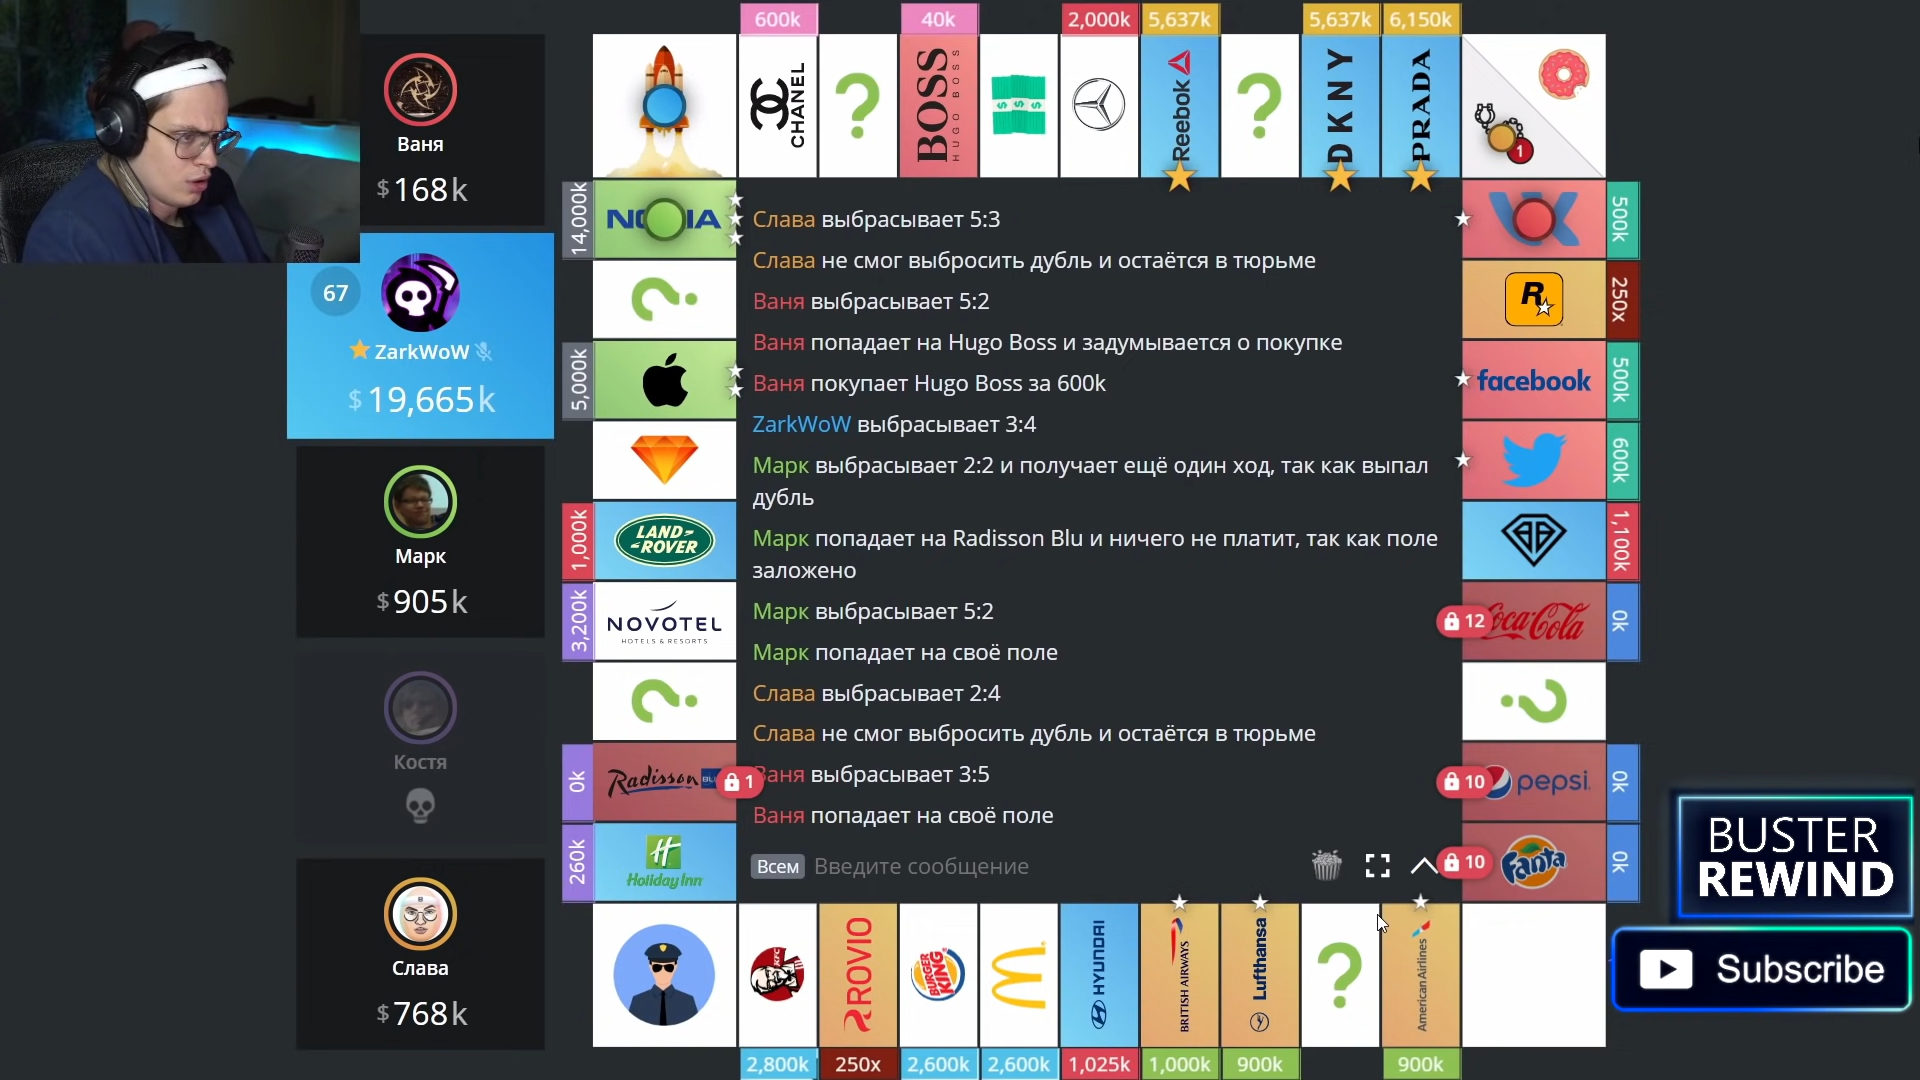 600k
40k
2,000k
5,637k
5,637k
6,150k
CHANEL
BOSS
HUGO BOSS
Reebok
DKNY
PRADA
1
Ваня
$ 168k
67
ZarkWoW
$ 19,665k
Марк
$ 905k
Костя
Слава
$ 768k
14,000k
5,000k
1,000k
LAND-
-ROVER
3,200k
NOVOTEL
HOTELS & RESORTS
0k
Radisson
BLU
1
260k
H
Holiday Inn
Слава выбрасывает 5:3
Слава не смог выбросить дубль и остаётся в тюрьме
Ваня выбрасывает 5:2
Ваня попадает на Hugo Boss и задумывается о покупке
Ваня покупает Hugo Boss за 600k
ZarkWoW выбрасывает 3:4
Марк выбрасывает 2:2 и получает ещё один ход, так как выпал
дубль
Марк попадает на Radisson Blu и ничего не платит, так как поле
заложено
Марк выбрасывает 5:2
Марк попадает на своё поле
Слава выбрасывает 2:4
Слава не смог выбросить дубль и остаётся в тюрьме
Ваня выбрасывает 3:5
Ваня попадает на своё поле
Всем Введите сообщение
500k
R
250x
facebook
500k
600k
1,100k
12
Coca-Cola
0k
10
pepsi
0k
10
Fanta
0k
KFC
ROVIO
BURGER
KING
HYUNDAI
BRITISH AIRWAYS
Lufthansa
American Airlines
2,800k
250x
2,600k
2,600k
1,025k
1,000k
900k
900k
BUSTER
REWIND
Subscribe